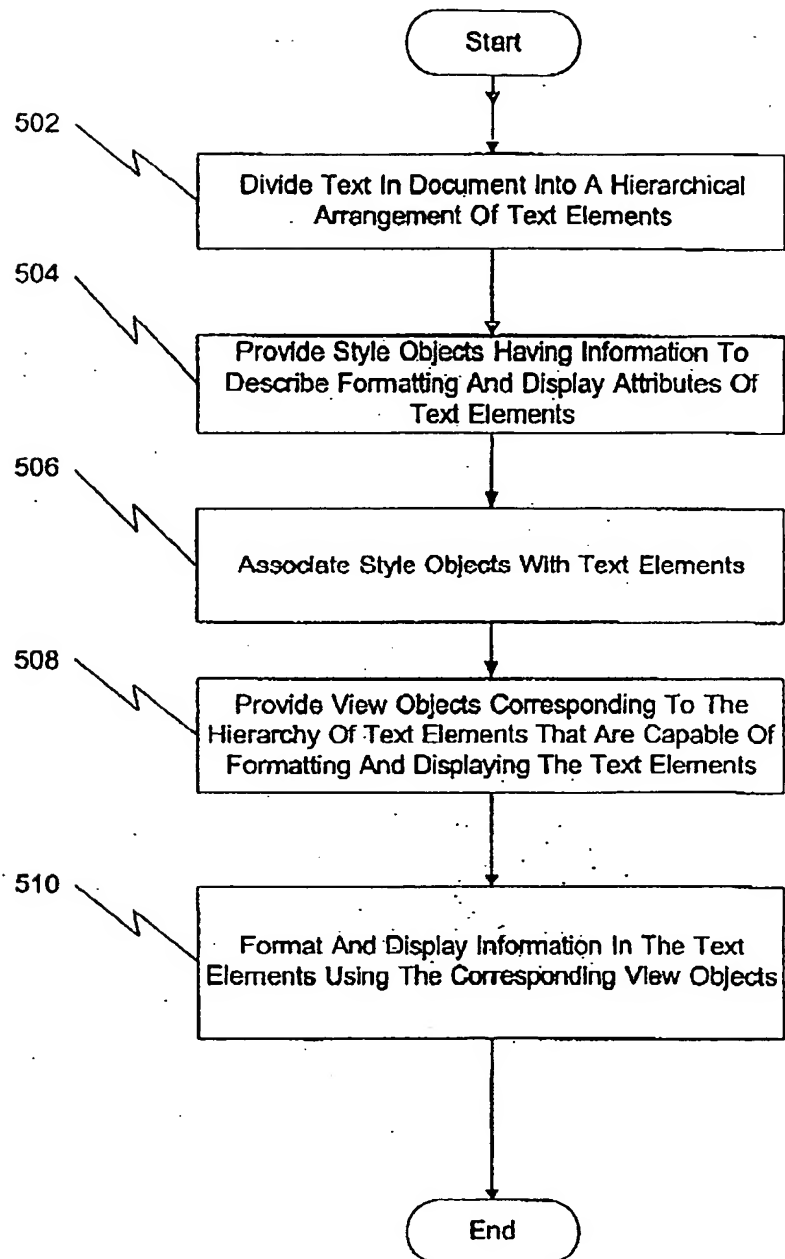 Start
502
Divide Text In Document Into A Hierarchical
Arrangement Of Text Elements
504
Provide Style Objects Having Information To
Describe Formatting And Display Attributes Of
Text Elements
506
Associate Style Objects With Text Elements
508
Provide View Objects Corresponding To The
Hierarchy Of Text Elements That Are Capable Of
Formatting And Displaying The Text Elements
510
Format And Display Information In The Text
Elements Using The Corresponding View Objects
End